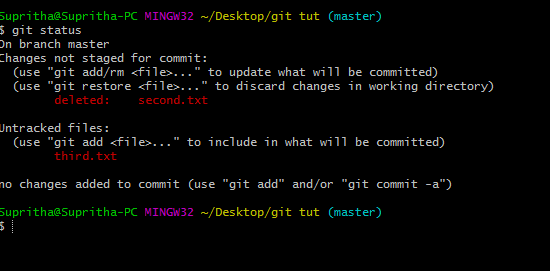 Supritha@Supritha-PC MINGW32 ~/Desktop/git tut (master)
$ git status
On branch master
Changes not staged for commit:
  (use "git add/rm <file>..." to update what will be committed)
  (use "git restore <file>..." to discard changes in working directory)
        deleted:    second.txt

Untracked files:
  (use "git add <file>..." to include in what will be committed)
        third.txt

no changes added to commit (use "git add" and/or "git commit -a")

Supritha@Supritha-PC MINGW32 ~/Desktop/git tut (master)
$